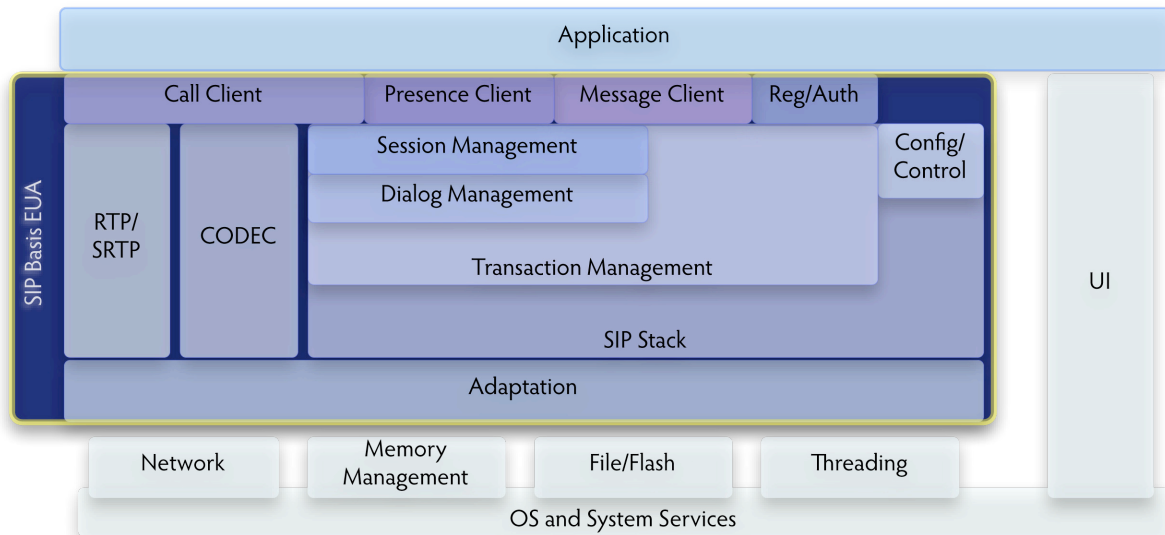 Application
Call Client
Presence Client
Message Client
Reg/Auth
SIP Basis EUA
RTP/
SRTP
CODEC
Session Management
Dialog Management
Transaction Management
Config/
Control
SIP Stack
UI
Adaptation
Network
Memory
Management
File/Flash
Threading
OS and System Services